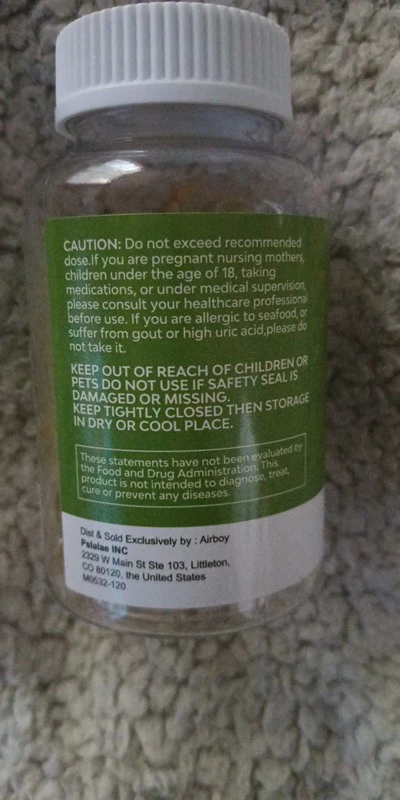 CAUTION: Do not exceed recommended
dose.If you are pregnant nursing mothers,
children under the age of 18, taking
medications, or under medical supervision,
please consult your healthcare professional
before use. If you are allergic to seafood, or
suffer from gout or high uric acid,please do
not take it.
KEEP OUT OF REACH OF CHILDREN OR
PETS DO NOT USE IF SAFETY SEAL IS
DAMAGED OR MISSING.
KEEP TIGHTLY CLOSED THEN STORAGE
IN DRY OR COOL PLACE.
These statements have not been evaluated by
the Food and Drug Administration. This
product is not intended to diagnose, treat,
cure or prevent any diseases.
Dist & Sold Exclusively by : Airboy
Psialae INC
2329 W Main St Ste 103, Littleton,
CO 80120, the United States
M0532-120